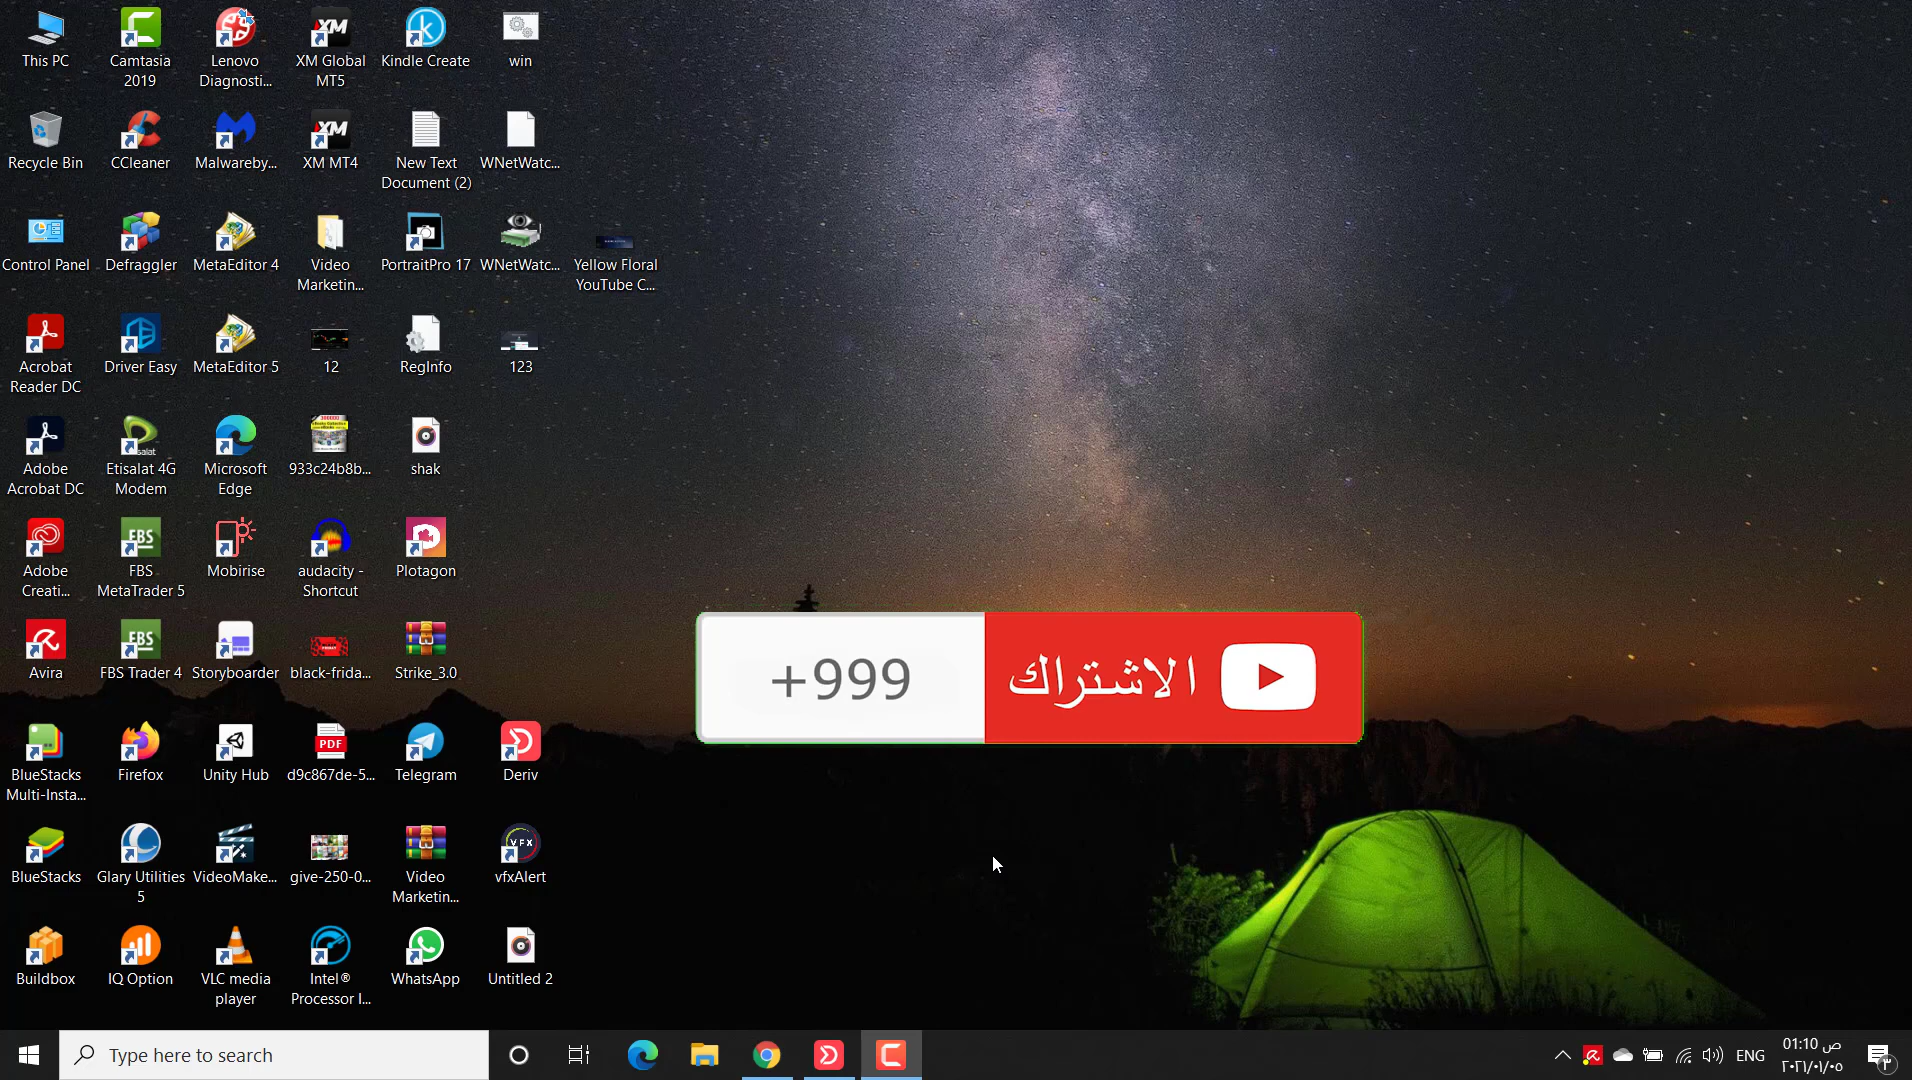 This PC
Camtasia
2019
Lenovo
Diagnosti...
XM Global
MT5
Kindle Create
win
Recycle Bin
CCleaner
Malwareby...
XM MT4
New Text
Document (2)
WNetWatc...
Control Panel
Defraggler
MetaEditor 4
Video
Marketin...
PortraitPro 17
WNetWatc...
Yellow Floral
YouTube C...
Acrobat
Reader DC
Driver Easy
MetaEditor 5
12
RegInfo
123
Adobe
Acrobat DC
Etisalat 4G
Modem
Microsoft
Edge
933c24b8b...
shak
Adobe
Creati...
FBS
MetaTrader 5
Mobirise
audacity -
Shortcut
Plotagon
Avira
FBS Trader 4
Storyboarder
black-frida...
Strike_3.0
+999
الاشتراك
BlueStacks
Multi-Insta...
Firefox
Unity Hub
d9c867de-5...
Telegram
Deriv
BlueStacks
Glary Utilities
5
VideoMake...
give-250-0...
Video
Marketin...
vfxAlert
Buildbox
IQ Option
VLC media
player
Intel®
Processor I...
WhatsApp
Untitled 2
Type here to search
ENG
01:10 ص
٢٠٢١/٠١/٠٥
٣